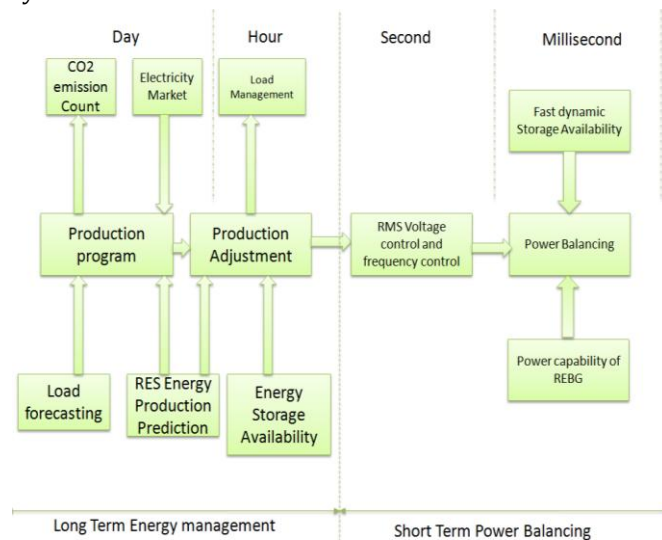 Day
Hour
Second
Millisecond
CO2
emission
Count
Electricity
Market
Load
Management
Fast dynamic
Storage Availability
Production
program
Production
Adjustment
RMS Voltage
control and
frequency control
Power Balancing
Load
forecasting
RES Energy
Production
Prediction
Energy
Storage
Availability
Power capability of
REBG
Long Term Energy management
Short Term Power Balancing